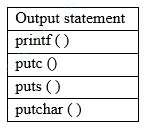 Output statement
printf ( )
putc ()
puts ( )
putchar ( )